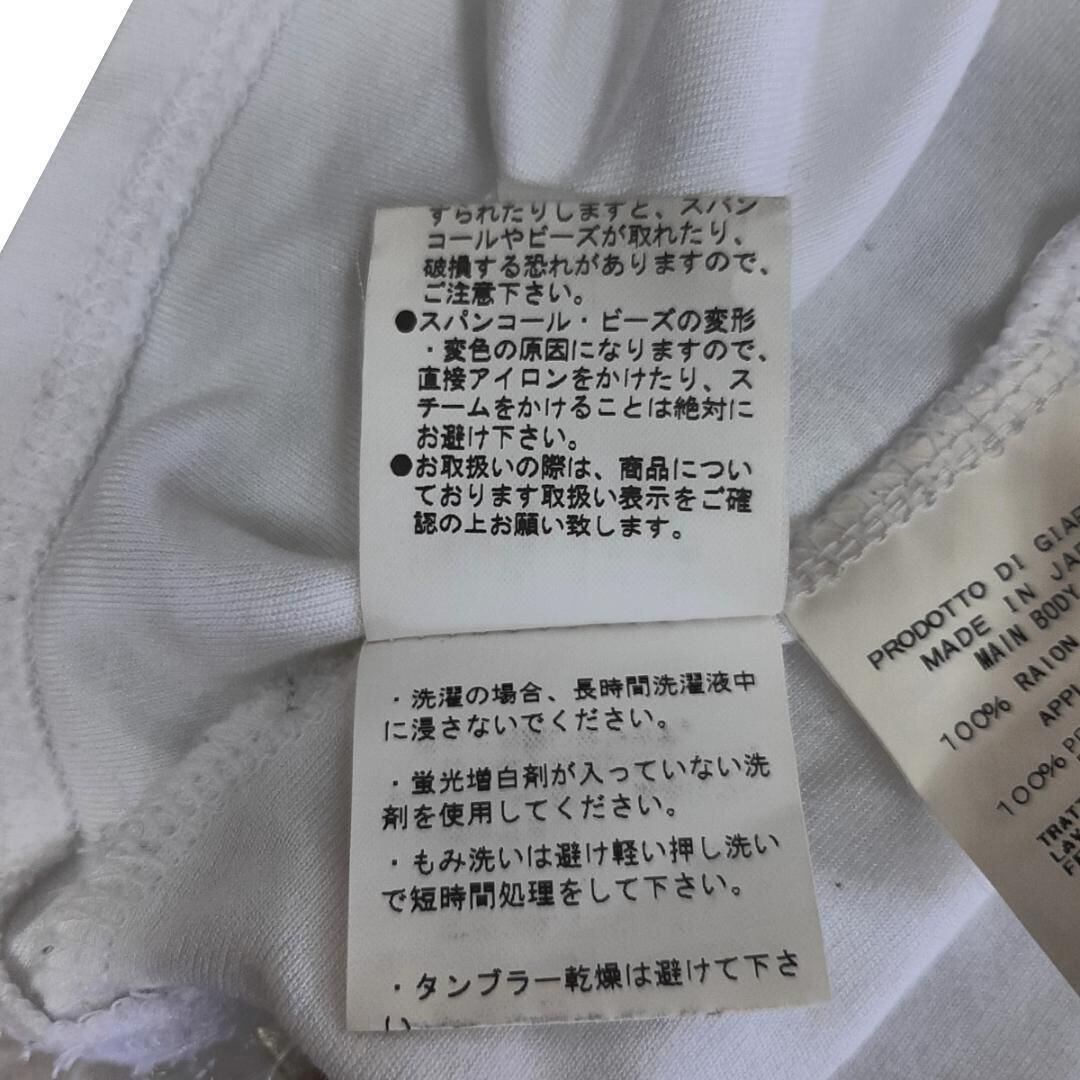 ずられたりしますと、スパン
コールやビーズが取れたり、
破損する恐れがありますので、
ご注意下さい。
●スパンコール・ビーズの変形
・変色の原因になりますので、
直接アイロンをかけたり、ス
チームをかけることは絶対に
お避け下さい。
●お取扱いの際は、商品につい
ております取扱い表示をご確
認の上お願い致します。
・洗濯の場合、長時間洗濯液中
に浸さないでください。
・蛍光増白剤が入っていない洗
剤を使用してください。
・もみ洗いは避け軽い押し洗い
で短時間処理をして下さい。
・タンブラー乾燥は避けて下さ
い
PRODOTTO DI GIAP
MADE IN JAP
MAIN BODY
100% RAION
APPL
100% P
TRATT
LAV
FE